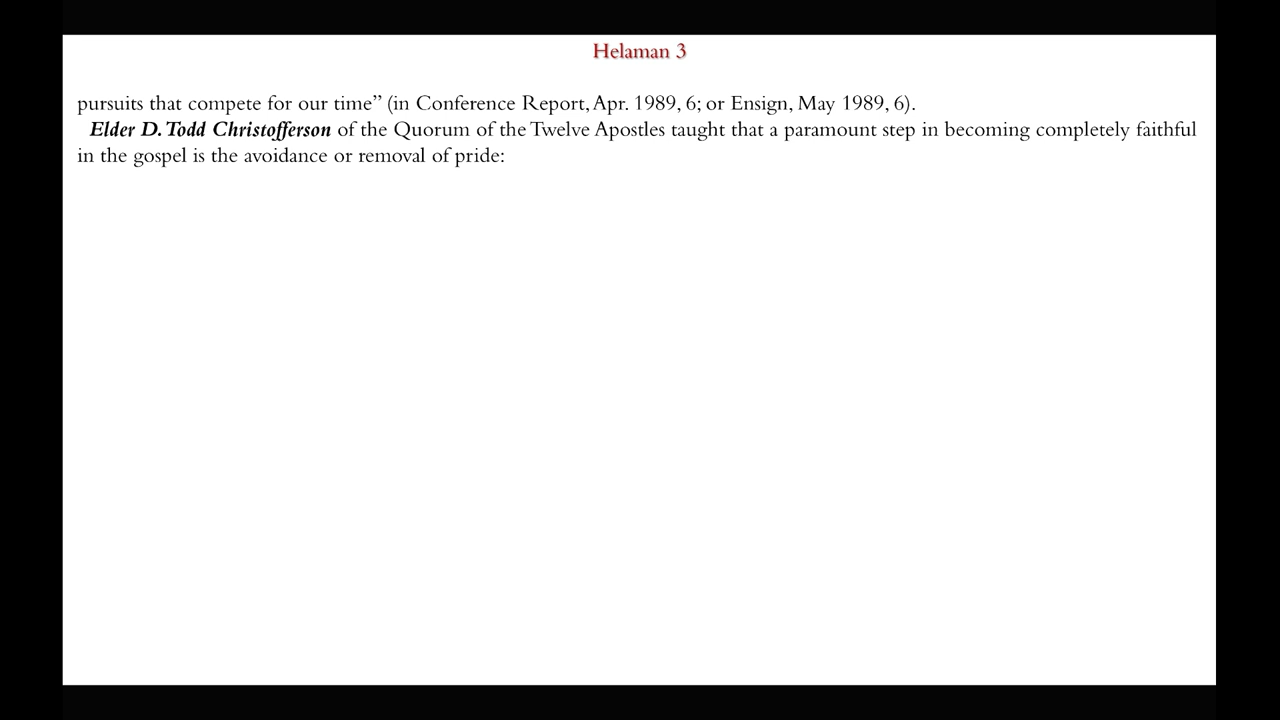 Helaman 3
pursuits that compete for our time” (in Conference Report, Apr. 1989, 6; or Ensign, May 1989, 6).
Elder D. Todd Christofferson of the Quorum of the Twelve Apostles taught that a paramount step in becoming completely faithful
in the gospel is the avoidance or removal of pride: